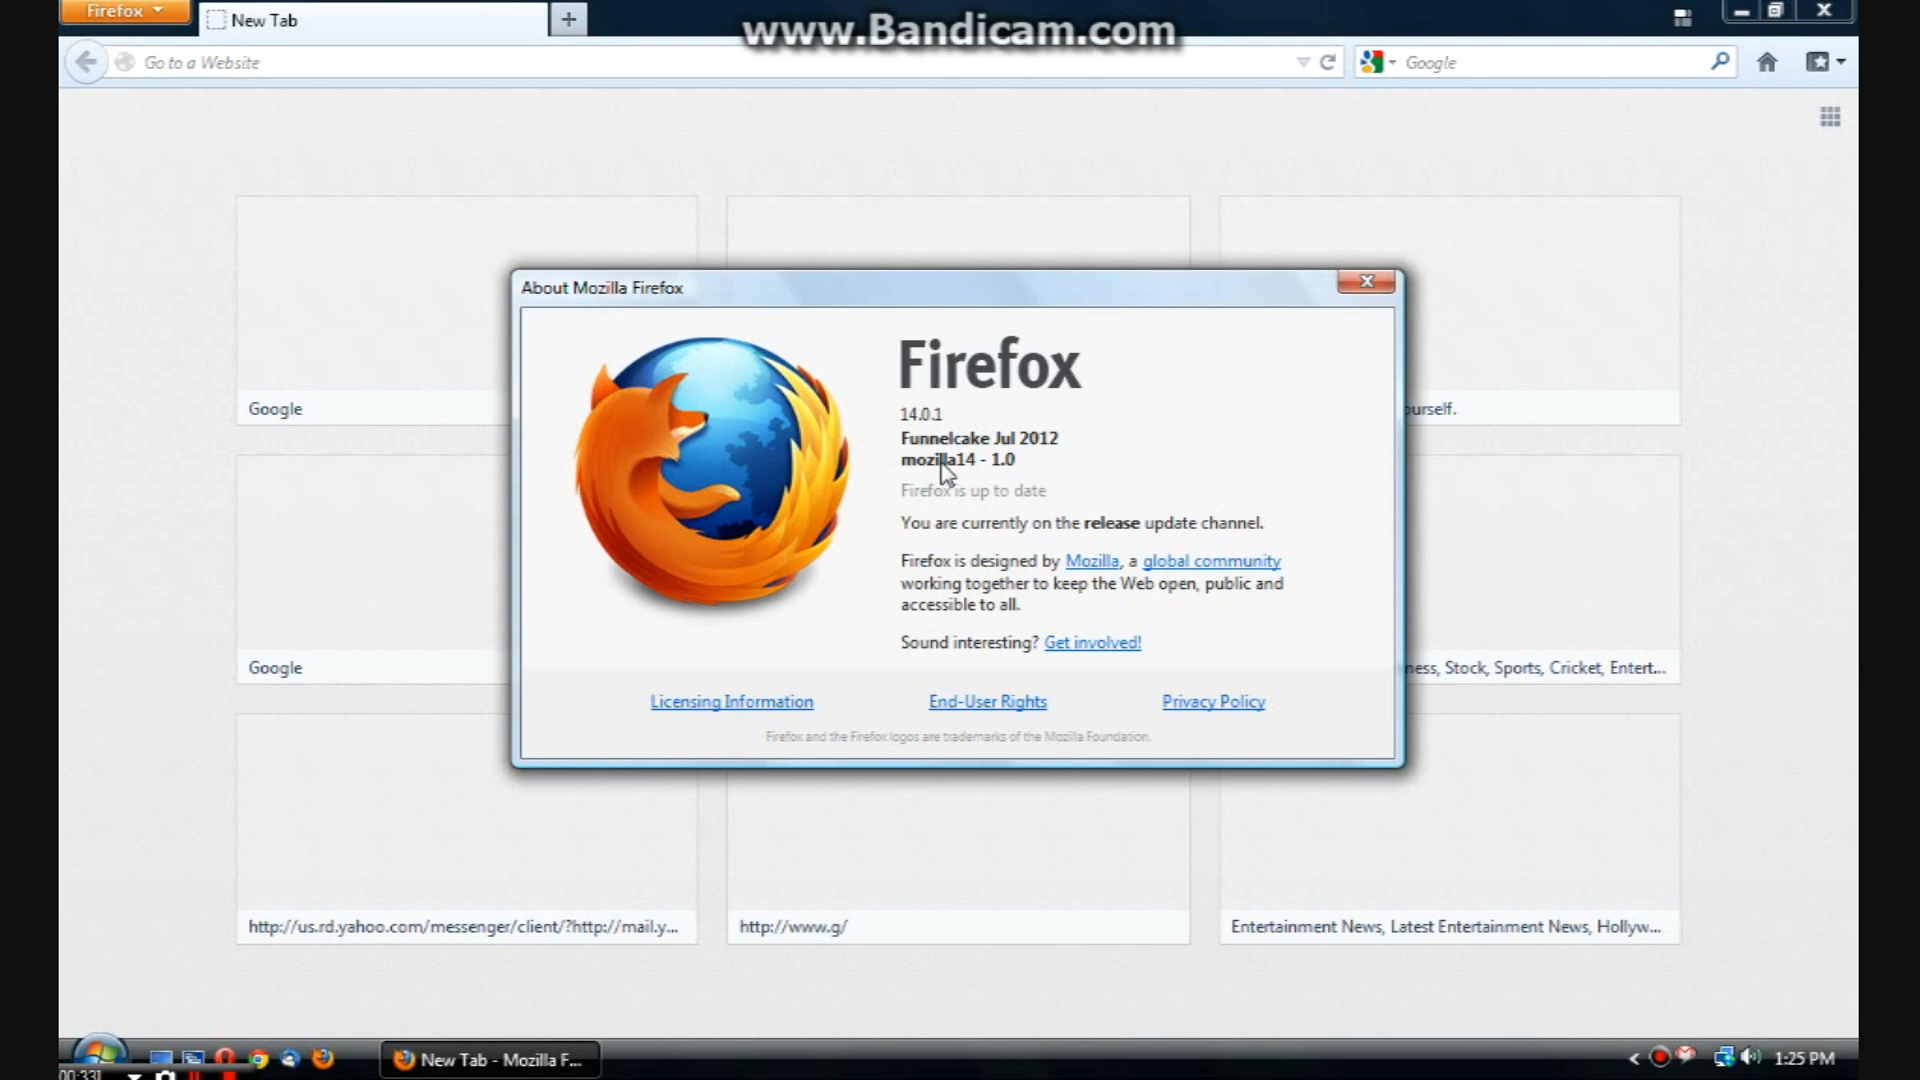 Firefox
New Tab
www.Bandicam.com
Go to a Website
Google
About Mozilla Firefox
Firefox
14.0.1
Funnelcake Jul 2012
mozilla14 - 1.0
Firefox is up to date
You are currently on the release update channel.
Firefox is designed by Mozilla, a global community
working together to keep the Web open, public and
accessible to all.
Sound interesting? Get involved!
Licensing Information
End-User Rights
Privacy Policy
Firefox and the Firefox logos are trademarks of the Mozilla Foundation.
Google
ourself.
Google
ness, Stock, Sports, Cricket, Entert...
http://us.rd.yahoo.com/messenger/client/?http://mail.y...
http://www.g/
Entertainment News, Latest Entertainment News, Hollyw...
New Tab - Mozilla F...
1:25 PM